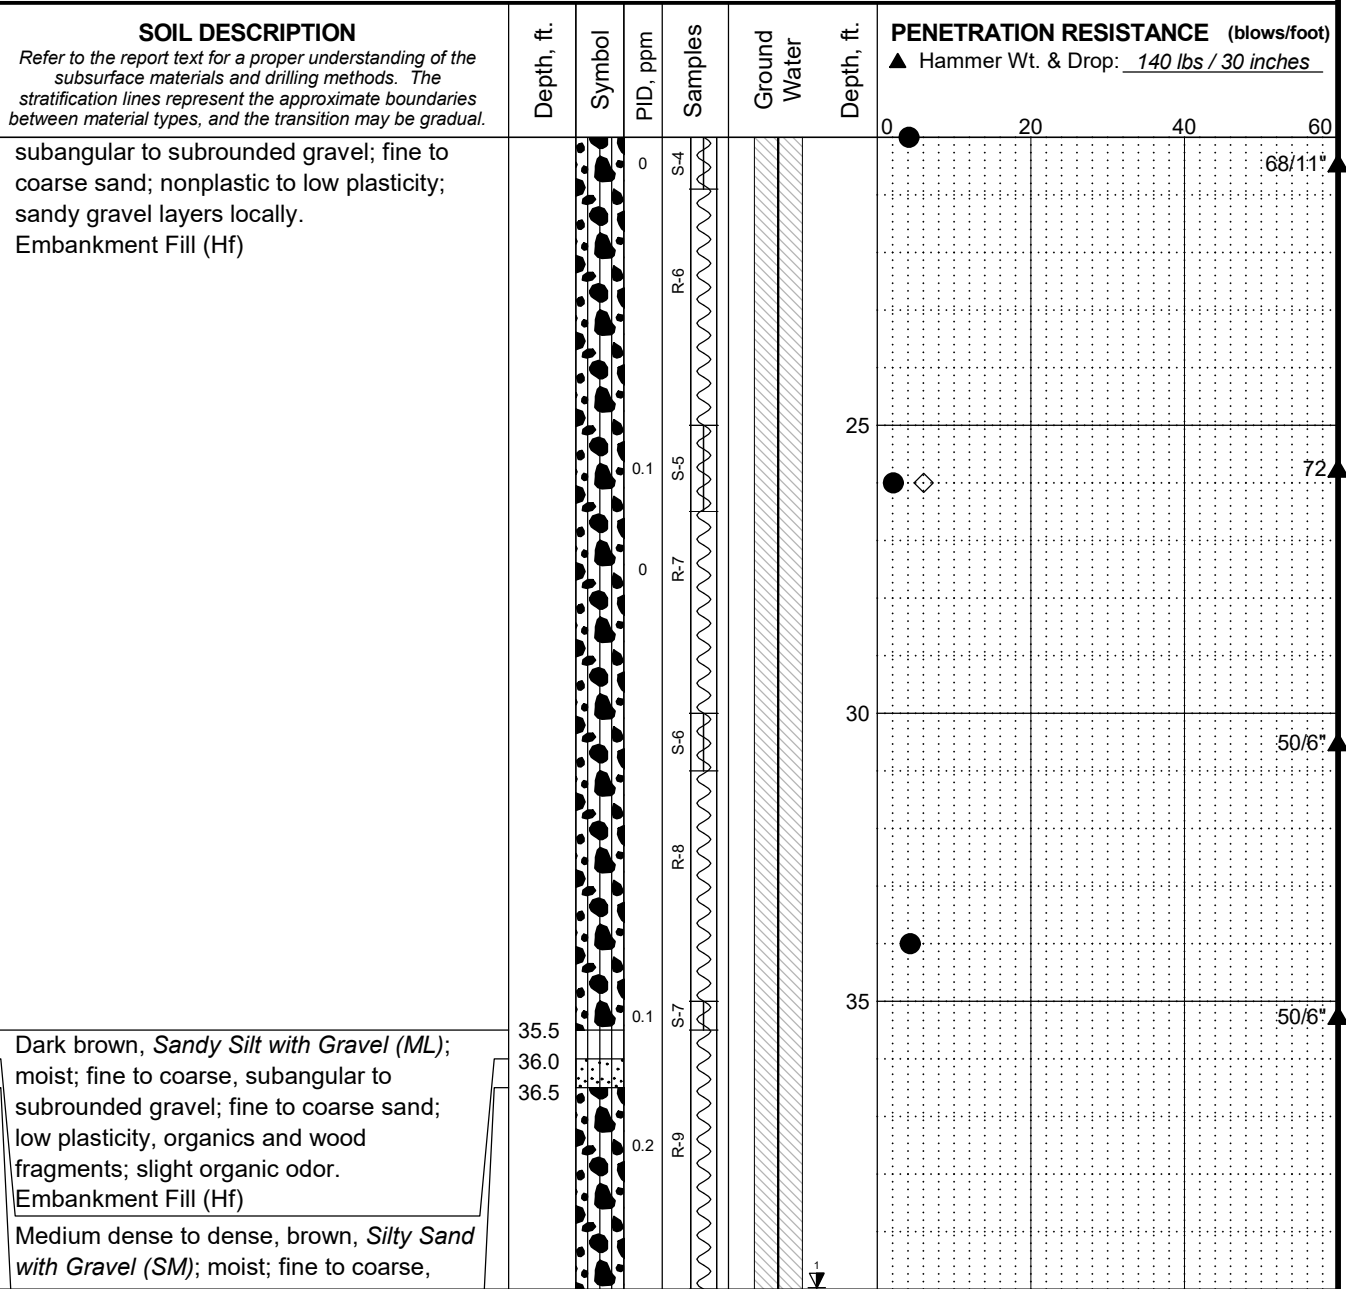 SOIL DESCRIPTION
Refer to the report text for a proper understanding of the
subsurface materials and drilling methods. The
stratification lines represent the approximate boundaries
between material types, and the transition may be gradual.
Depth, ft.
Symbol
PID, ppm
Samples
Ground
Water
Depth, ft.
PENETRATION RESISTANCE (blows/foot)
▲ Hammer Wt. & Drop: 140 lbs / 30 inches
0 20 40 60
subangular to subrounded gravel; fine to
coarse sand; nonplastic to low plasticity;
sandy gravel layers locally.
Embankment Fill (Hf)
0
S-4
68/11"
R-6
25
0.1
S-5
72
0
R-7
30
S-6
50/6"
R-8
35
0.1
S-7
50/6"
35.5
36.0
36.5
Dark brown, Sandy Silt with Gravel (ML);
moist; fine to coarse, subangular to
subrounded gravel; fine to coarse sand;
low plasticity, organics and wood
fragments; slight organic odor.
Embankment Fill (Hf)
0.2
R-9
Medium dense to dense, brown, Silty Sand
with Gravel (SM); moist; fine to coarse,
1